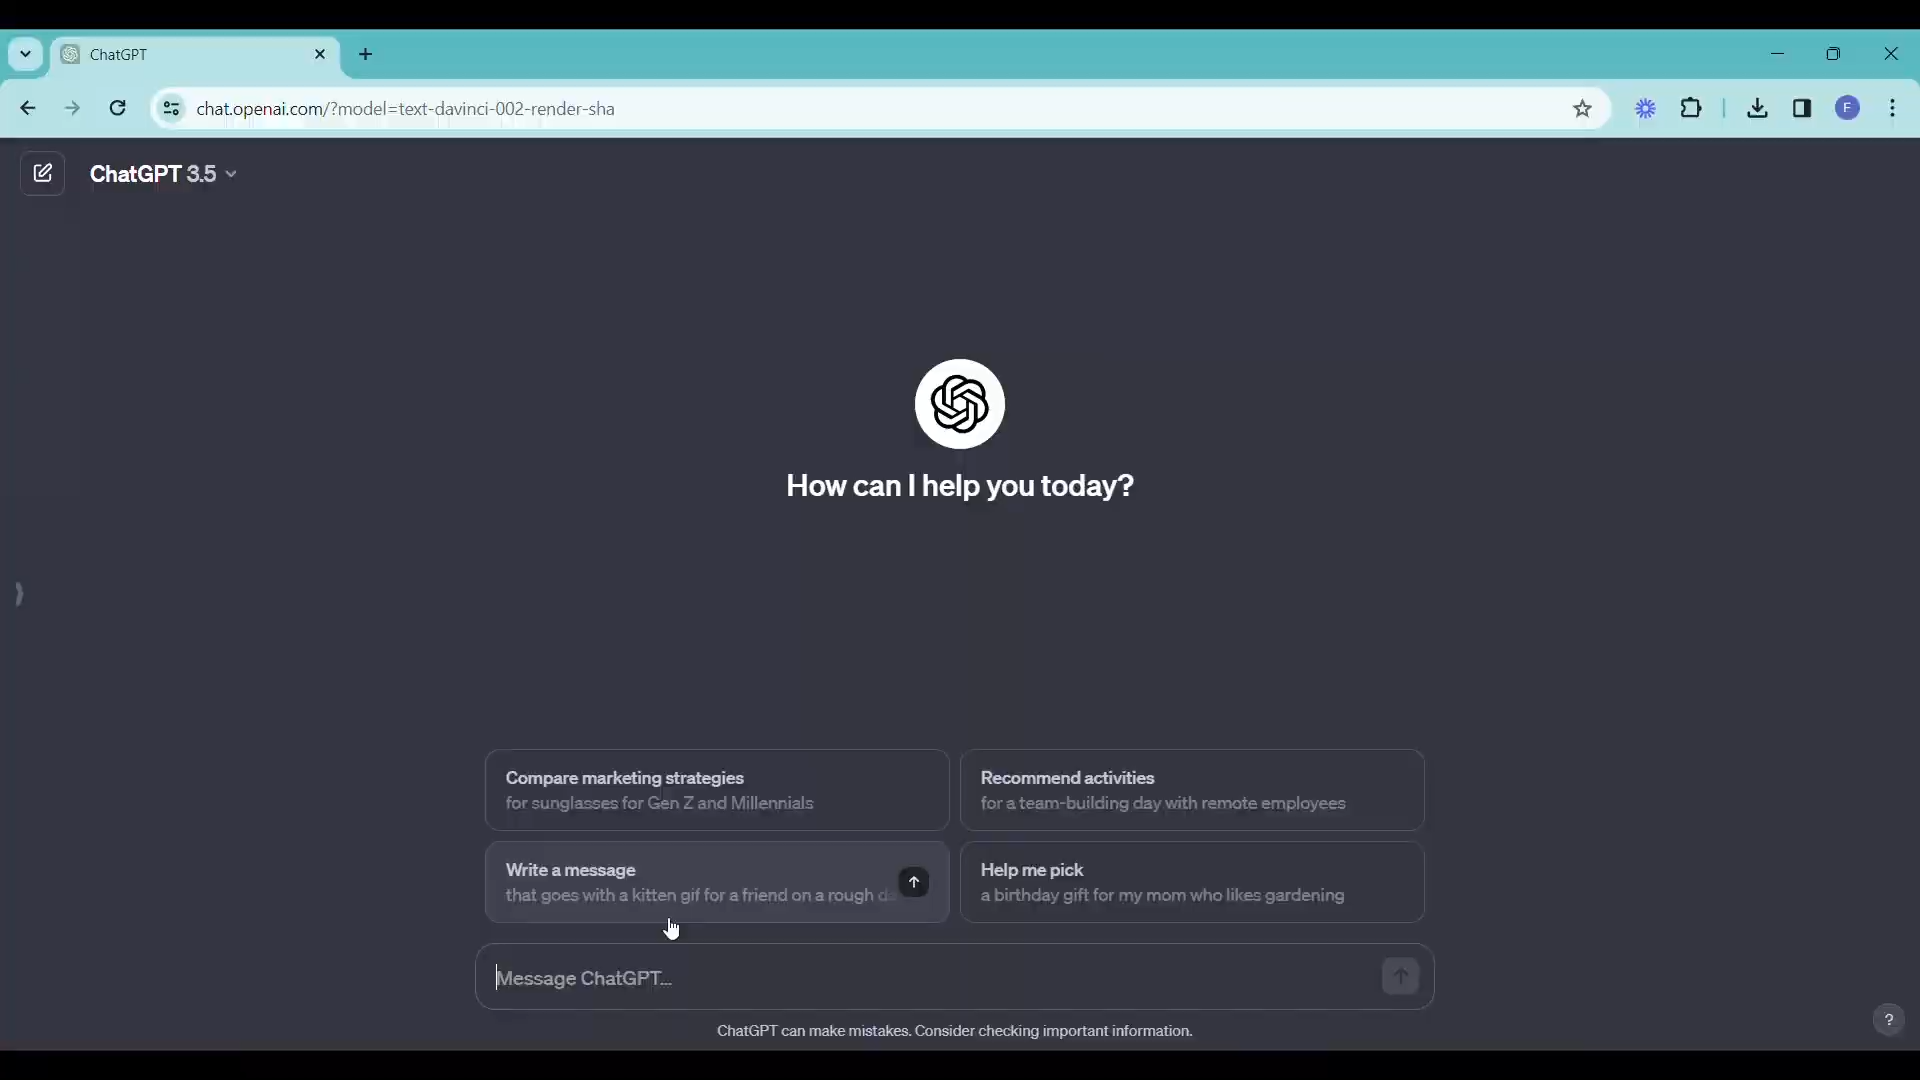 ChatGPT
chat.openai.com/?model=text-davinci-002-render-sha
F
ChatGPT 3.5
How can I help you today?
Compare marketing strategies
for sunglasses for Gen Z and Millennials
Recommend activities
for a team-building day with remote employees
Write a message
that goes with a kitten gif for a friend on a rough
Help me pick
a birthday gift for my mom who likes gardening
Message ChatGPT...
ChatGPT can make mistakes. Consider checking important information.
?